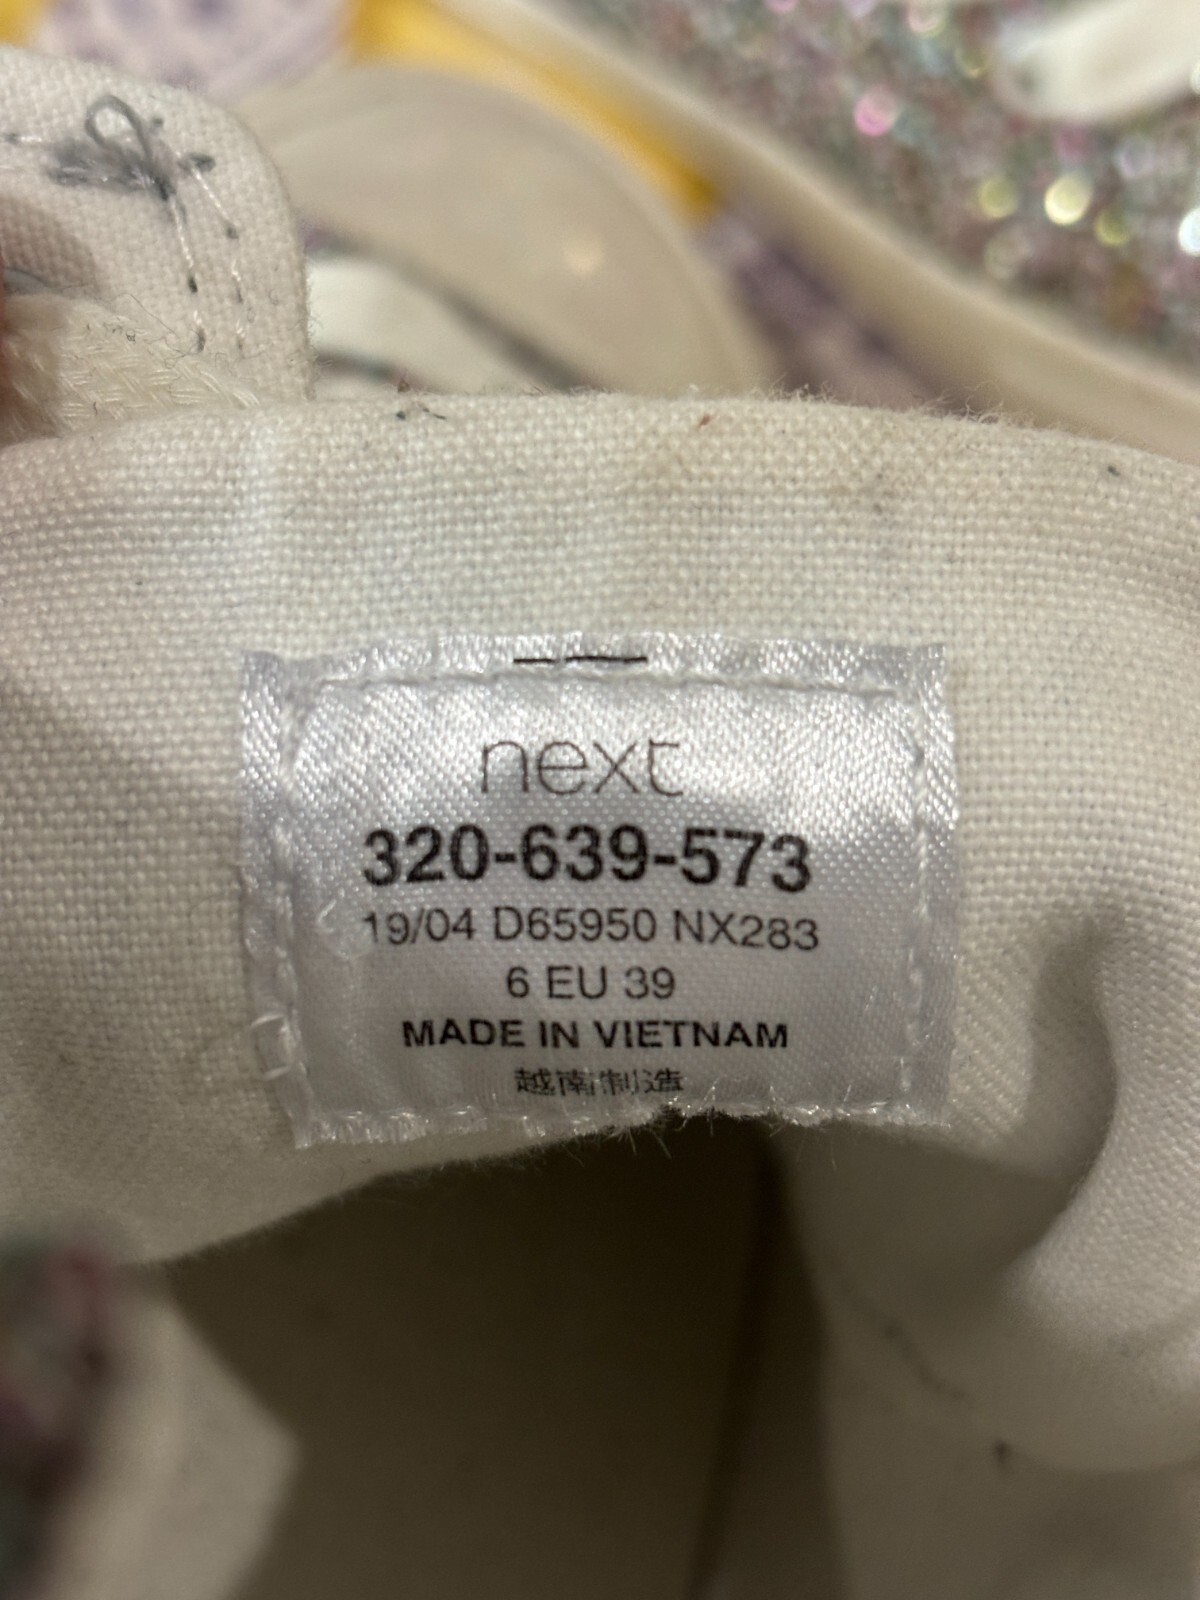 next
320-639-573
19/04 D65950 NX283
6 EU 39
MADE IN VIETNAM
越南制造